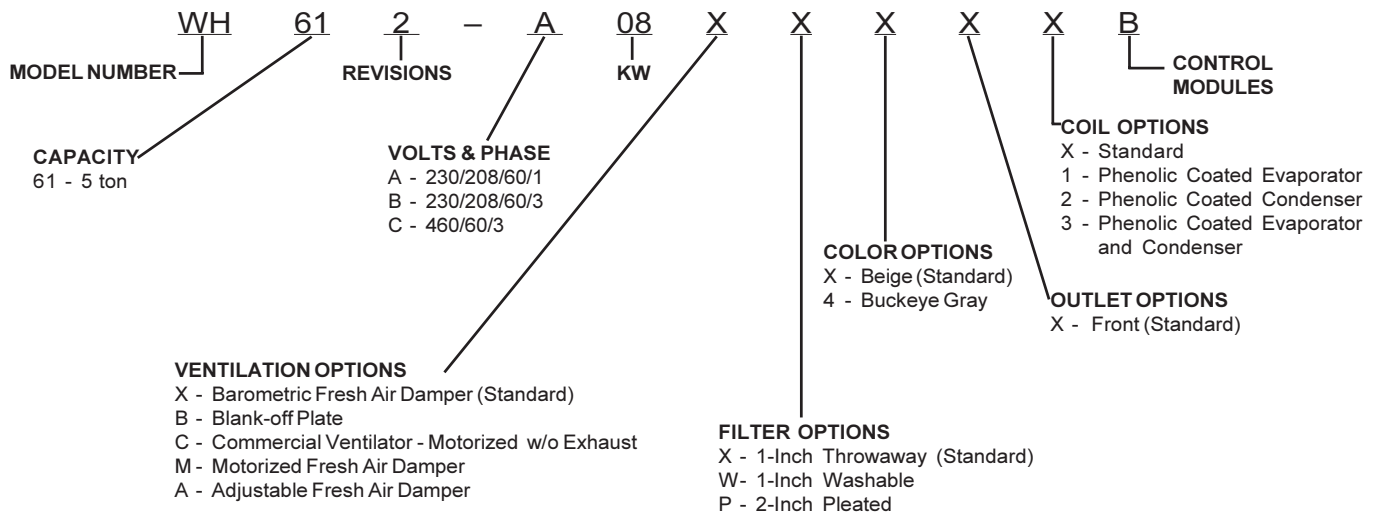 WH 61 2 – A 08 X X X X X B
MODEL NUMBER
REVISIONS
KW
CONTROL
MODULES
CAPACITY
61 - 5 ton
VOLTS & PHASE
A - 230/208/60/1
B - 230/208/60/3
C - 460/60/3
COIL OPTIONS
X - Standard
1 - Phenolic Coated Evaporator
2 - Phenolic Coated Condenser
3 - Phenolic Coated Evaporator
and Condenser
COLOR OPTIONS
X - Beige (Standard)
4 - Buckeye Gray
OUTLET OPTIONS
X - Front (Standard)
VENTILATION OPTIONS
X - Barometric Fresh Air Damper (Standard)
B - Blank-off Plate
C - Commercial Ventilator - Motorized w/o Exhaust
M - Motorized Fresh Air Damper
A - Adjustable Fresh Air Damper
FILTER OPTIONS
X - 1-Inch Throwaway (Standard)
W- 1-Inch Washable
P - 2-Inch Pleated